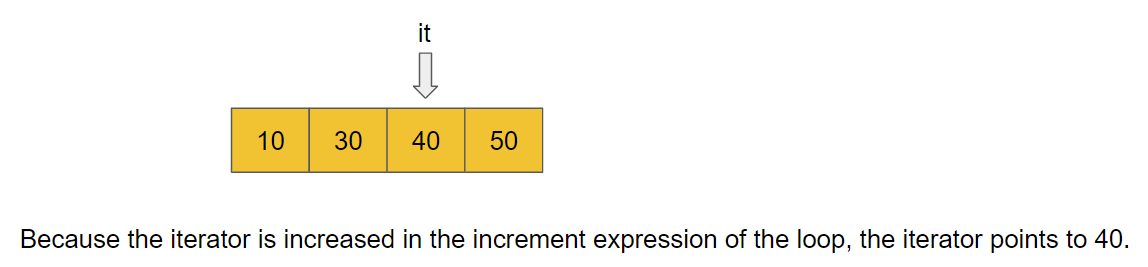 it
10 30 40 50
Because the iterator is increased in the increment expression of the loop, the iterator points to 40.